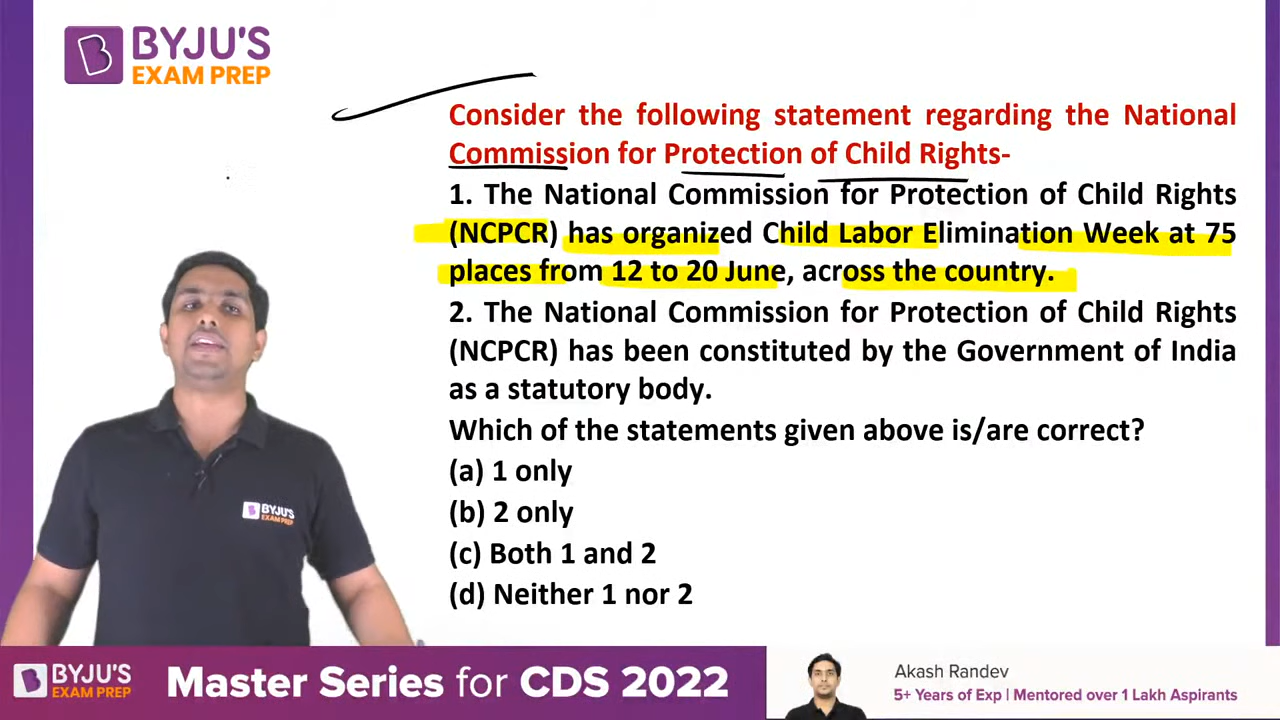 BYJU'S
EXAM PREP
Consider the following statement regarding the National
Commission for Protection of Child Rights-
1. The National Commission for Protection of Child Rights
(NCPCR) has organized Child Labor Elimination Week at 75
places from 12 to 20 June, across the country.
2. The National Commission for Protection of Child Rights
(NCPCR) has been constituted by the Government of India
as a statutory body.
Which of the statements given above is/are correct?
(a) 1 only
(b) 2 only
(c) Both 1 and 2
(d) Neither 1 nor 2
BYJU'S
EXAM PREP
BYJU'S
EXAM PREP
Master Series for CDS 2022
Akash Randev
5+ Years of Exp | Mentored over 1 Lakh Aspirants